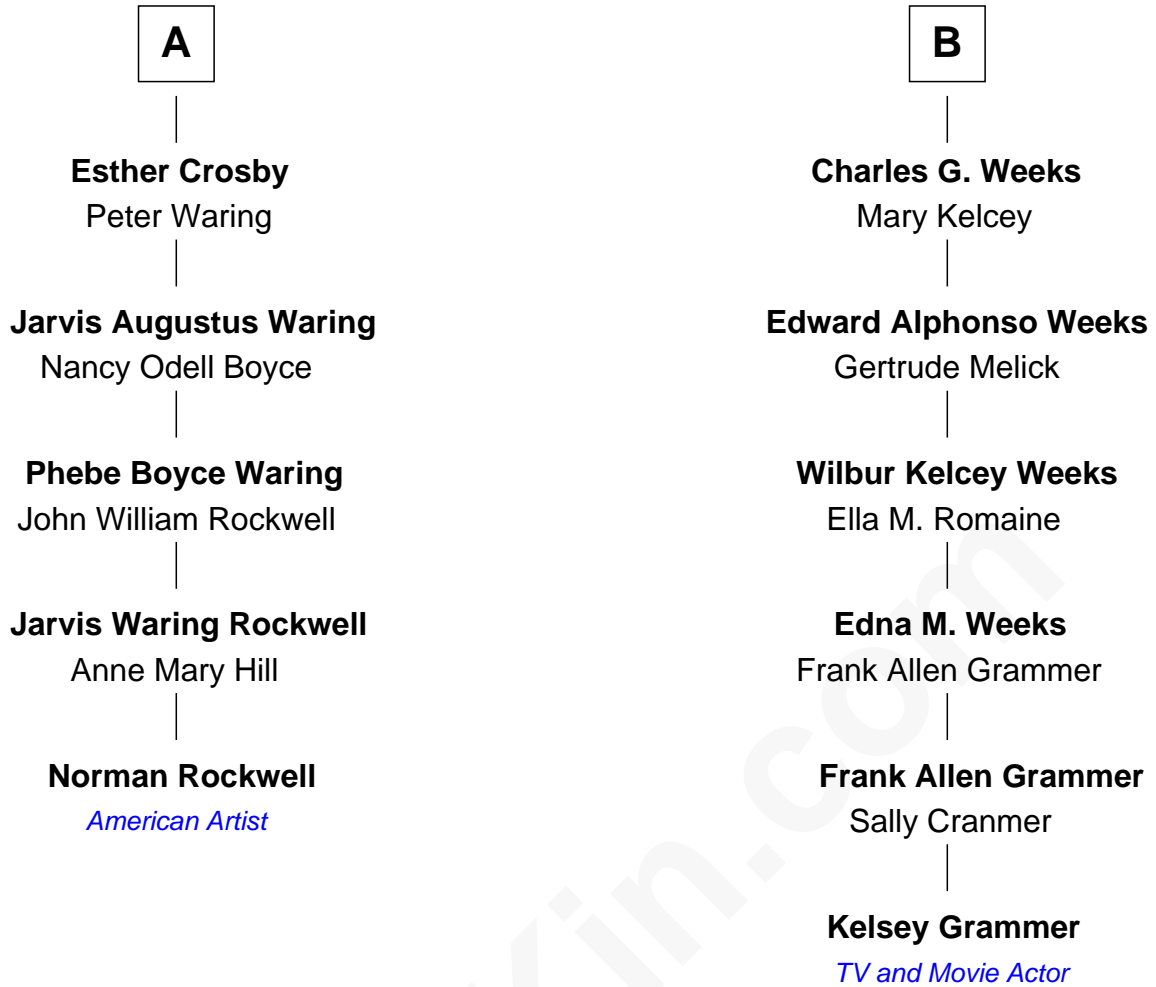 A
Esther Crosby
Peter Waring
Jarvis Augustus Waring
Nancy Odell Boyce
Phebe Boyce Waring
John William Rockwell
Jarvis Waring Rockwell
Anne Mary Hill
Norman Rockwell
American Artist
B
Charles G. Weeks
Mary Kelcey
Edward Alphonso Weeks
Gertrude Melick
Wilbur Kelcey Weeks
Ella M. Romaine
Edna M. Weeks
Frank Allen Grammer
Frank Allen Grammer
Sally Cranmer
Kelsey Grammer
TV and Movie Actor
Kin.com